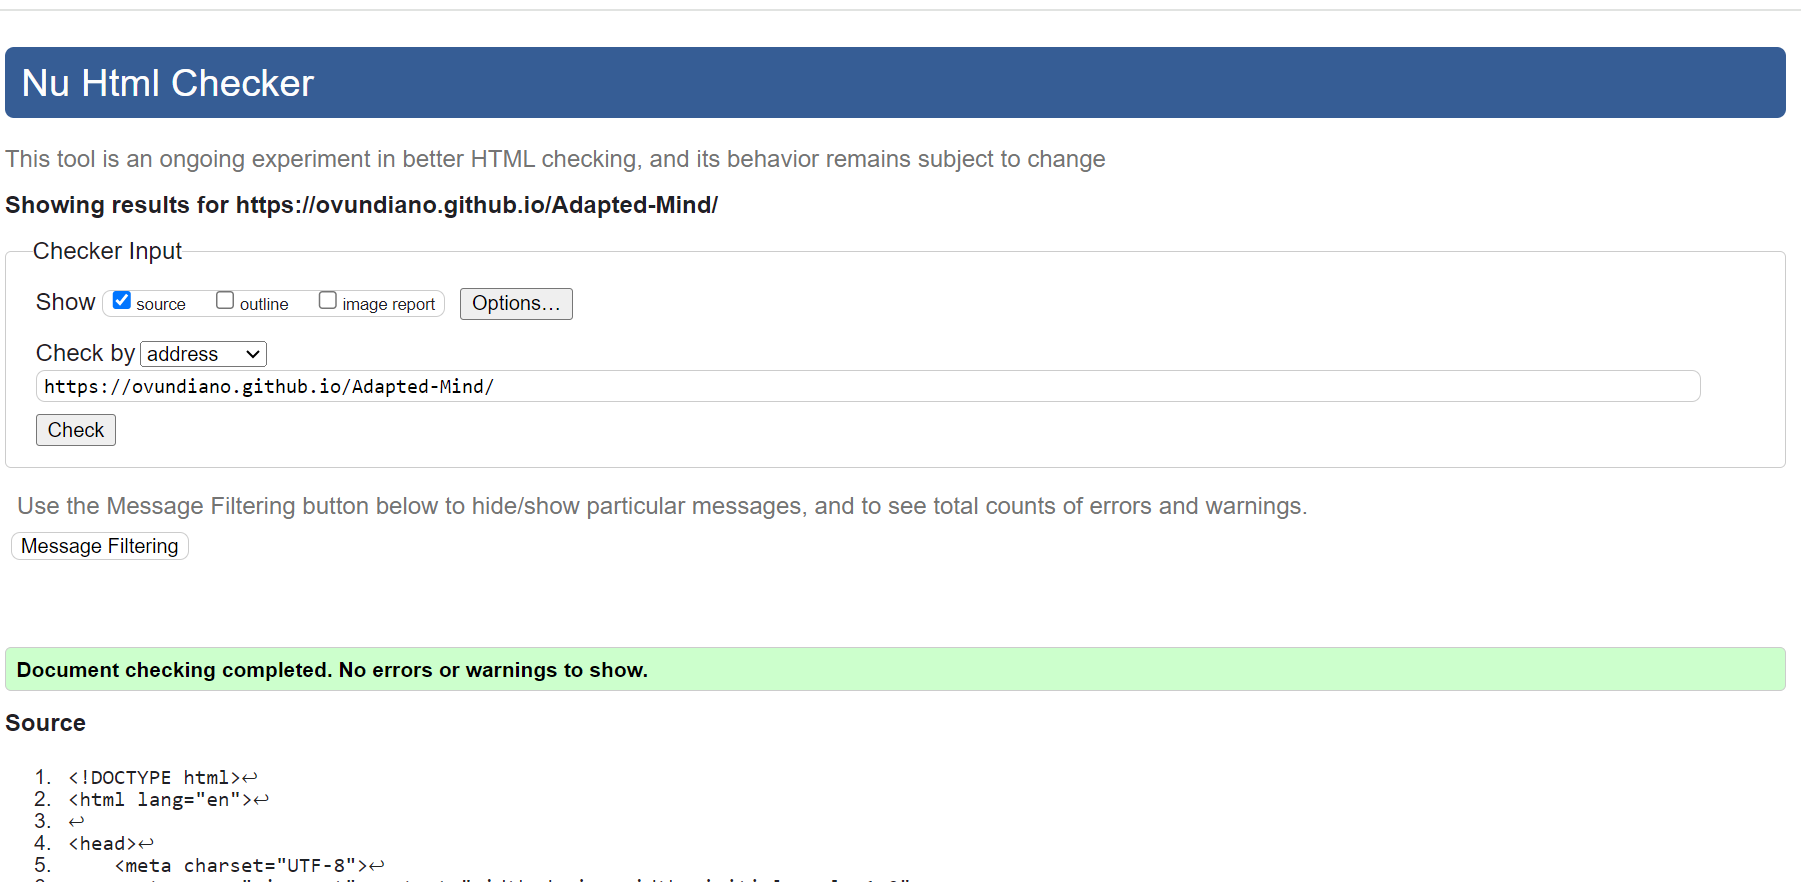 Nu Html Checker
This tool is an ongoing experiment in better HTML checking, and its behavior remains subject to change
Showing results for https://ovundiano.github.io/Adapted-Mind/
Checker Input
Show source outline image report Options...
Check by address
https://ovundiano.github.io/Adapted-Mind/
Check
Use the Message Filtering button below to hide/show particular messages, and to see total counts of errors and warnings.
Message Filtering
Document checking completed. No errors or warnings to show.
Source
1. <!DOCTYPE html>↩
2. <html lang="en">↩
3. ↩
4. <head>↩
5. <meta charset="UTF-8">↩